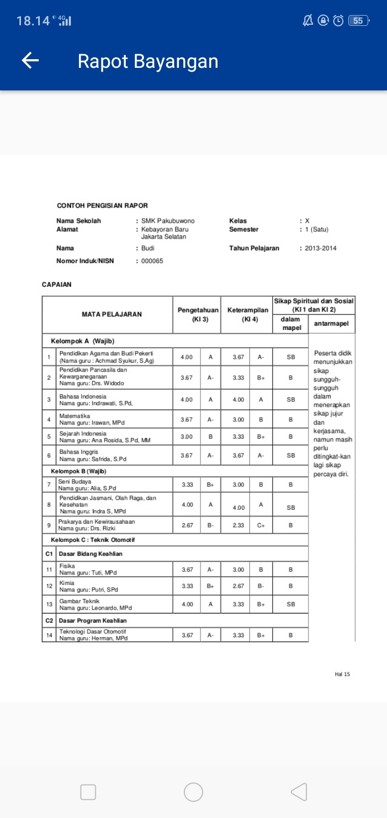 18.14
55
Rapot Bayangan
CONTOH PENGISIAN RAPOR
Nama Sekolah : SMK Pakubuwono Kelas : X
Alamat : Kebayoran Baru Semester : 1 (Satu)
Jakarta Selatan
Nama : Budi Tahun Pelajaran : 2013-2014
Nomor Induk/NISN : 000065
CAPAIAN
MATA PELAJARAN
Pengetahuan
(KI 3)
Keterampilan
(KI 4)
Sikap Spiritual dan Sosial
(KI 1 dan KI 2)
dalam
mapel
antarmapel
Kelompok A (Wajib)
1 Pendidikan Agama dan Budi Pekerti
(Nama guru : Achmad Syukur, S.Ag) 4.00 A 3.67 A- SB
2 Pendidikan Pancasila dan
Kewarganegaraan
Nama guru: Drs. Widodo 3.67 A- 3.33 B+ B
3 Bahasa Indonesia
Nama guru: Indrawati, S.Pd, 4.00 A 4.00 A SB
4 Matematika
Nama guru: Irawan, MPd 3.67 A- 3.00 B B
5 Sejarah Indonesia
Nama guru: Ana Rosida, S.Pd, MM 3.00 B 3.33 B+ B
6 Bahasa Inggris
Nama guru: Safrida, S.Pd 3.67 A- 3.67 A- SB
Peserta didik
menunjukkan
sikap
sungguh-
sungguh
dalam
menerapkan
sikap jujur
dan
kerjasama,
namun masih
perlu
ditingkat-kan
lagi sikap
percaya diri.
Kelompok B (Wajib)
7 Seni Budaya
Nama guru: Alia, S.Pd 3.33 B+ 3.00 B B
8 Pendidikan Jasmani, Olah Raga, dan
Kesehatan
Nama guru: Indra S, MPd 4.00 A 4.00 A SB
9 Prakarya dan Kewirausahaan
Nama guru: Drs. Rizki 2.67 B- 2.33 C+ B
Kelompok C : Teknik Otomotif
C1 Dasar Bidang Keahlian
11 Fisika
Nama guru: Tuti, MPd 3.67 A- 3.00 B B
12 Kimia
Nama guru: Putri, SPd 3.33 B+ 2.67 B- B
13 Gambar Teknik
Nama guru: Leonardo, MPd 4.00 A 3.33 B+ SB
C2 Dasar Program Keahlian
14 Teknologi Dasar Otomotif
Nama guru: Herman, MPd 3.67 A- 3.33 B+ B
Hal 15